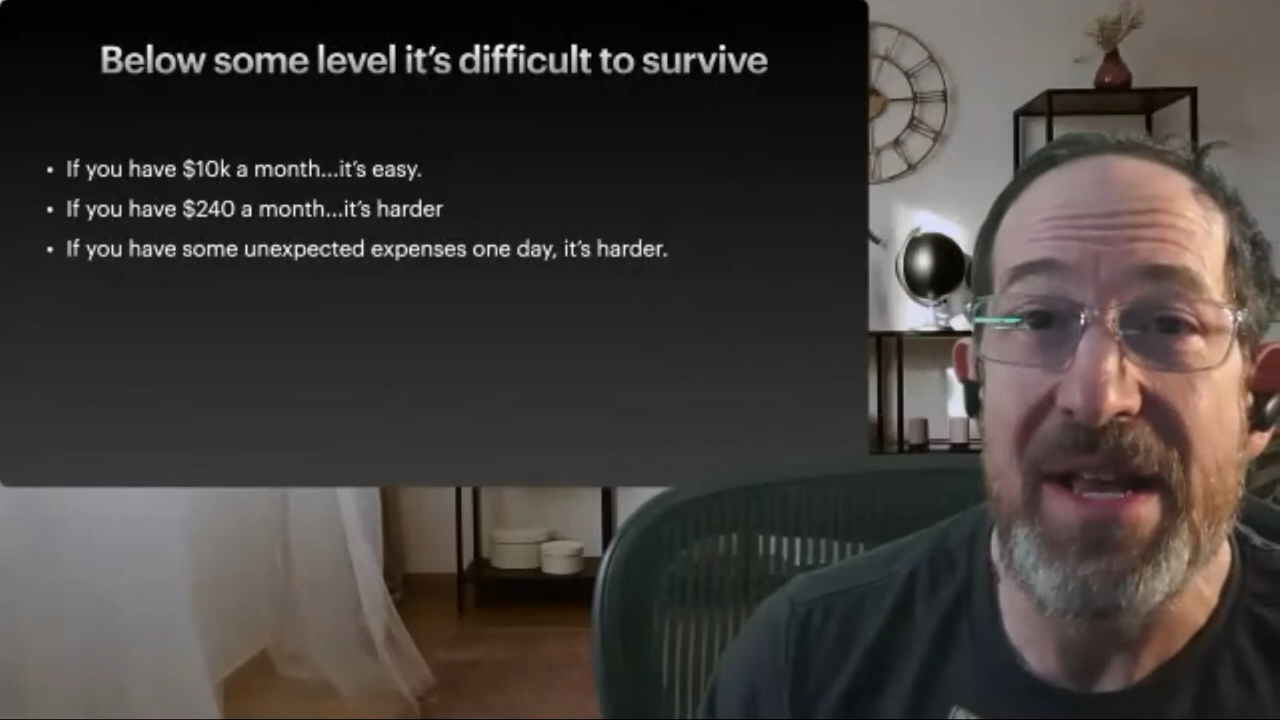 Below some level it's difficult to survive
• If you have $10k a month...it's easy.
• If you have $240 a month...it's harder
• If you have some unexpected expenses one day, it's harder.